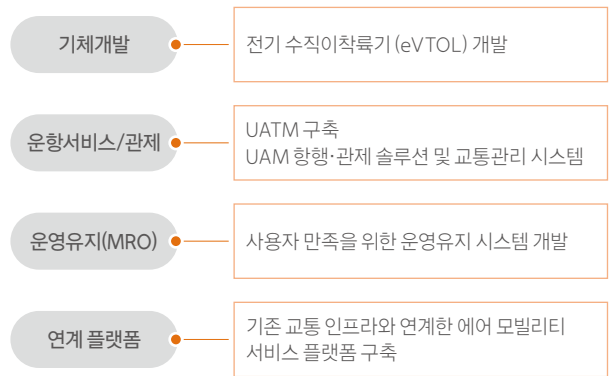 기체개발
전기 수직이착륙기 (eVTOL) 개발
운항서비스/관제
UATM 구축
UAM 항행·관제 솔루션 및 교통관리 시스템
운영유지(MRO)
사용자 만족을 위한 운영유지 시스템 개발
연계 플랫폼
기존 교통 인프라와 연계한 에어 모빌리티
서비스 플랫폼 구축